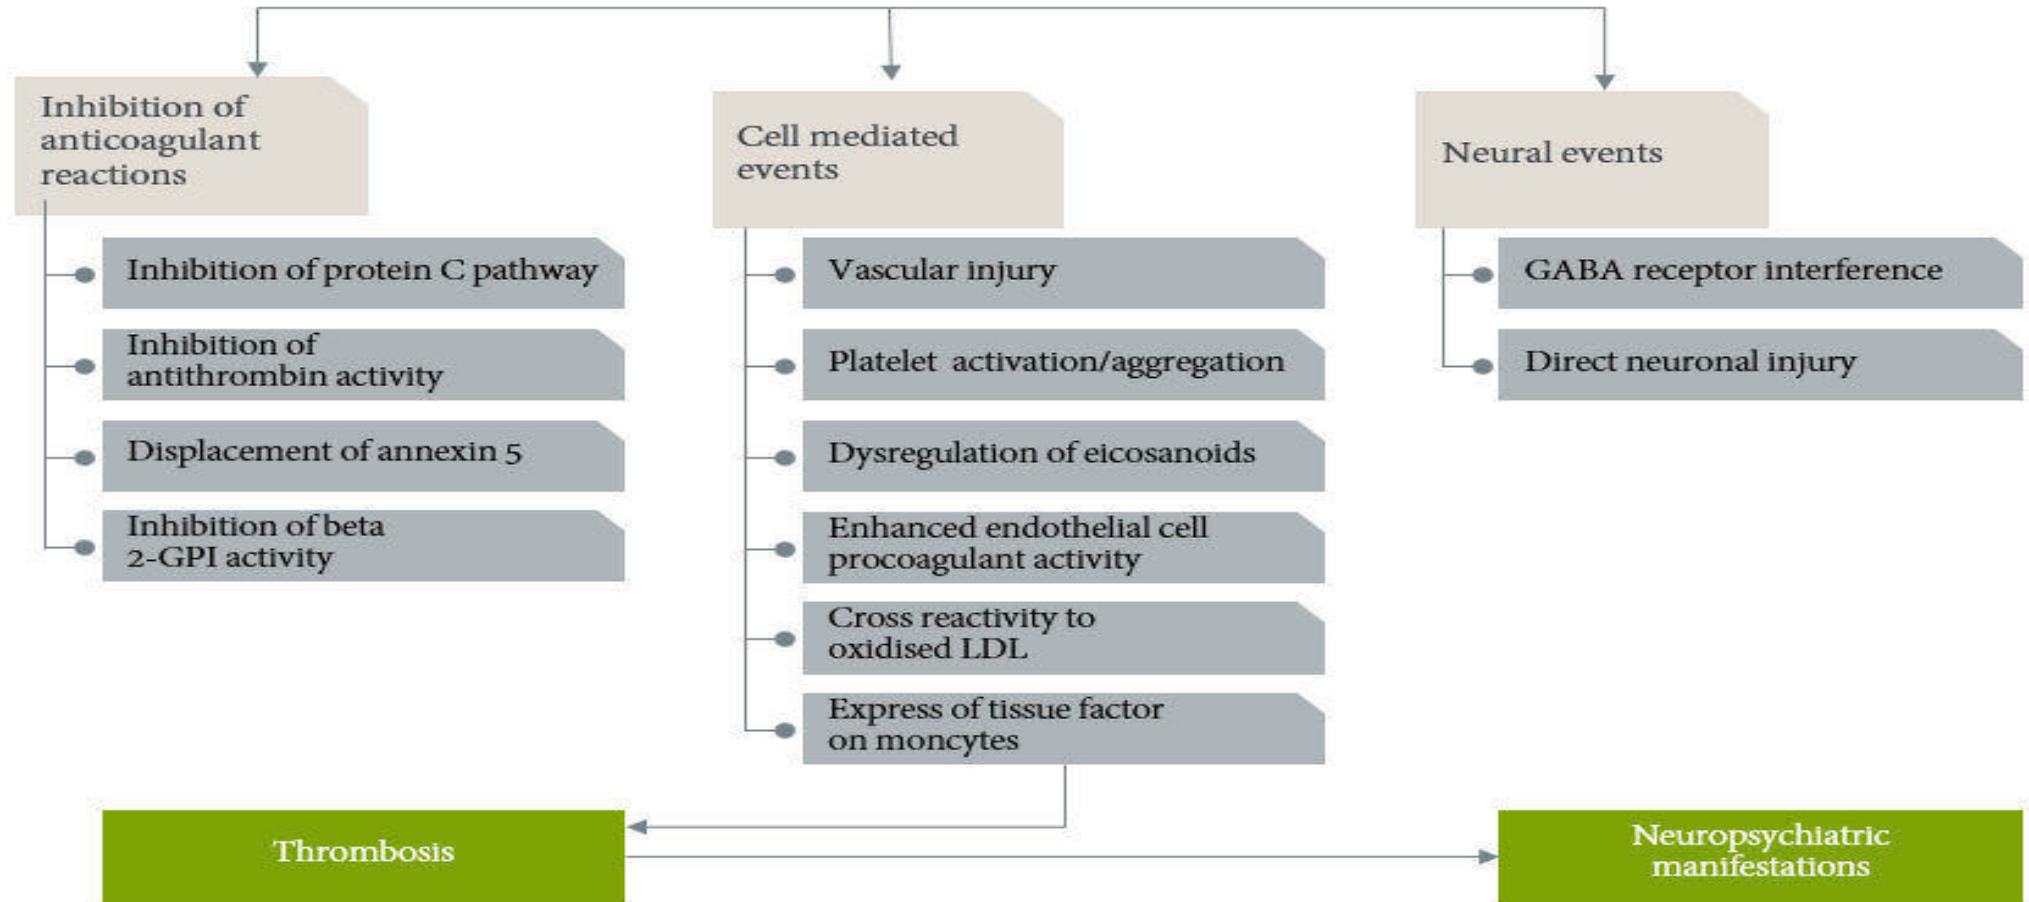 Inhibition of
anticoagulant
reactions
Inhibition of protein C pathway
Inhibition of
antithrombin activity
Displacement of annexin 5
Inhibition of beta
2-GPI activity
Cell mediated
events
Vascular injury
Platelet activation/aggregation
Dysregulation of eicosanoids
Enhanced endothelial cell
procoagulant activity
Cross reactivity to
oxidised LDL
Express of tissue factor
on moncytes
Neural events
GABA receptor interference
Direct neuronal injury
Thrombosis
Neuropsychiatric
manifestations